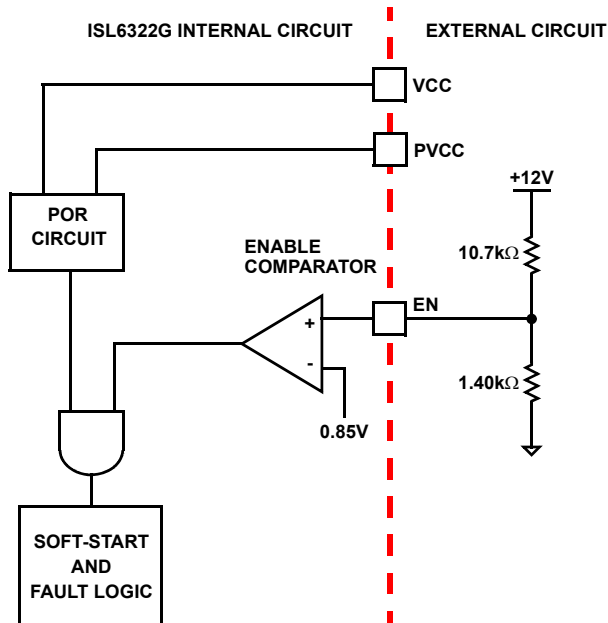 ISL6322G INTERNAL CIRCUIT
EXTERNAL CIRCUIT
VCC
PVCC
+12V
POR
CIRCUIT
10.7kΩ
ENABLE
COMPARATOR
EN
+
-
1.40kΩ
0.85V
SOFT-START
AND
FAULT LOGIC